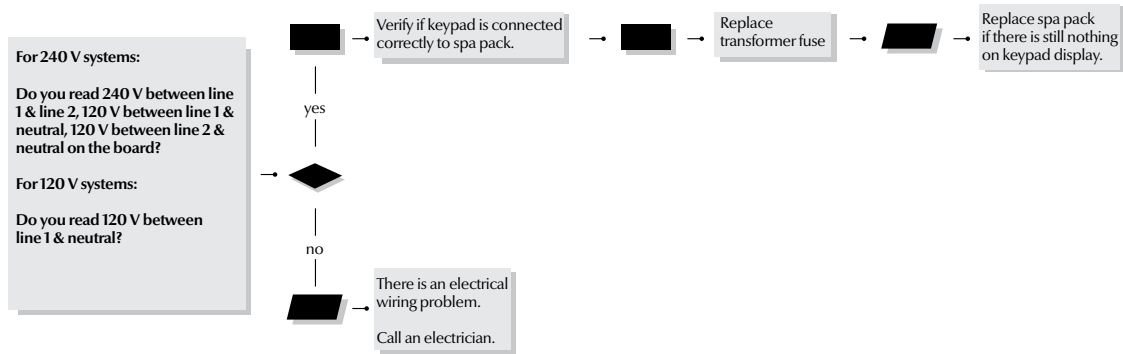 For 240 V systems:
Do you read 240 V between line
1 & line 2, 120 V between line 1 &
neutral, 120 V between line 2 &
neutral on the board?
For 120 V systems:
Do you read 120 V between
line 1 & neutral?
yes
Verify if keypad is connected
correctly to spa pack.
Replace
transformer fuse
Replace spa pack
if there is still nothing
on keypad display.
no
There is an electrical
wiring problem.
Call an electrician.